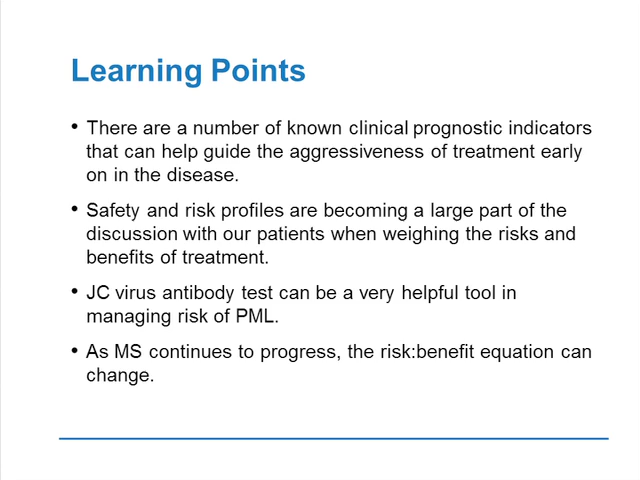 Learning Points
• There are a number of known clinical prognostic indicators
that can help guide the aggressiveness of treatment early
on in the disease.
• Safety and risk profiles are becoming a large part of the
discussion with our patients when weighing the risks and
benefits of treatment.
• JC virus antibody test can be a very helpful tool in
managing risk of PML.
• As MS continues to progress, the risk:benefit equation can
change.